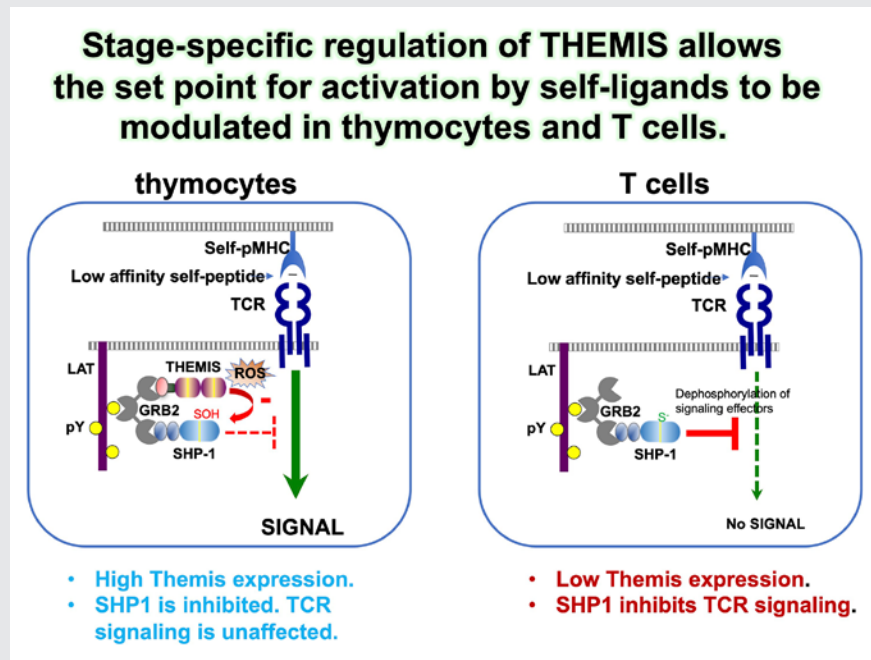 Stage-specific regulation of THEMIS allows
the set point for activation by self-ligands to be
modulated in thymocytes and T cells.
thymocytes
Self-pMHC
Low affinity self-peptide
TCR
LAT
THEMIS
ROS
GRB2
SOH
-
pY
SHP-1
SIGNAL
• High Themis expression.
• SHP1 is inhibited. TCR
signaling is unaffected.
T cells
Self-pMHC
Low affinity self-peptide
TCR
LAT
Dephosphorylation of
signaling effectors
GRB2
S-
pY
SHP-1
No SIGNAL
• Low Themis expression.
• SHP1 inhibits TCR signaling.